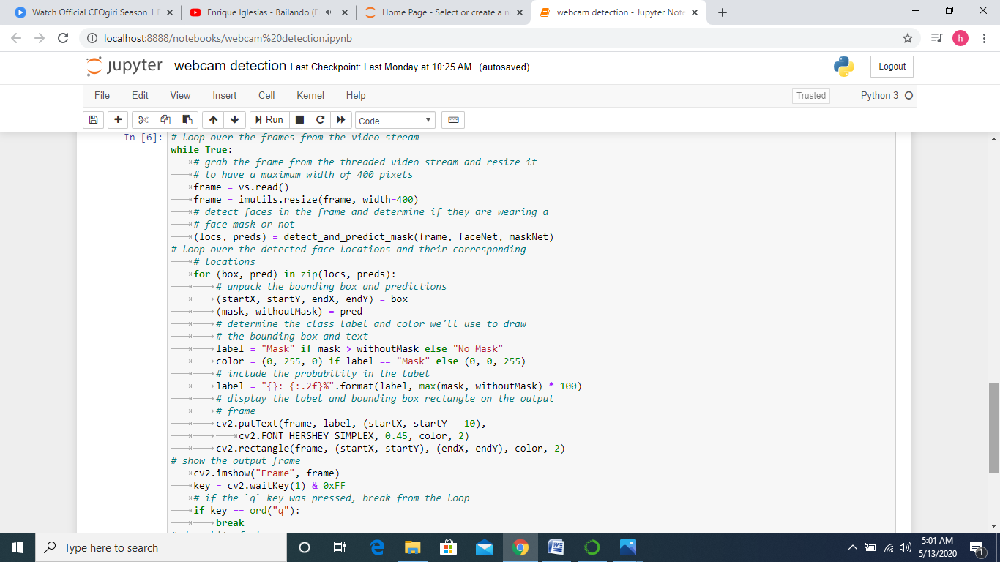 Watch Official CEOgiri Season 1 E
Enrique Iglesias - Bailando (E
Home Page - Select or create a n
webcam detection - Jupyter Note
localhost:8888/notebooks/webcam%20detection.ipynb
h
jupyter webcam detection Last Checkpoint: Last Monday at 10:25 AM (autosaved)
Logout
File Edit View Insert Cell Kernel Help
Trusted
Python 3
Run
Code
In [6]: # loop over the frames from the video stream
while True:
# grab the frame from the threaded video stream and resize it
# to have a maximum width of 400 pixels
frame = vs.read()
frame = imutils.resize(frame, width=400)
# detect faces in the frame and determine if they are wearing a
# face mask or not
(locs, preds) = detect_and_predict_mask(frame, faceNet, maskNet)
# loop over the detected face locations and their corresponding
# locations
for (box, pred) in zip(locs, preds):
# unpack the bounding box and predictions
(startX, startY, endX, endY) = box
(mask, withoutMask) = pred
# determine the class label and color we'll use to draw
# the bounding box and text
label = "Mask" if mask > withoutMask else "No Mask"
color = (0, 255, 0) if label == "Mask" else (0, 0, 255)
# include the probability in the label
label = "{}: {:.2f}%".format(label, max(mask, withoutMask) * 100)
# display the label and bounding box rectangle on the output
# frame
cv2.putText(frame, label, (startX, startY - 10),
cv2.FONT_HERSHEY_SIMPLEX, 0.45, color, 2)
cv2.rectangle(frame, (startX, startY), (endX, endY), color, 2)
# show the output frame
cv2.imshow("Frame", frame)
key = cv2.waitKey(1) & 0xFF
# if the `q` key was pressed, break from the loop
if key == ord("q"):
break
Type here to search
5:01 AM
5/13/2020
1